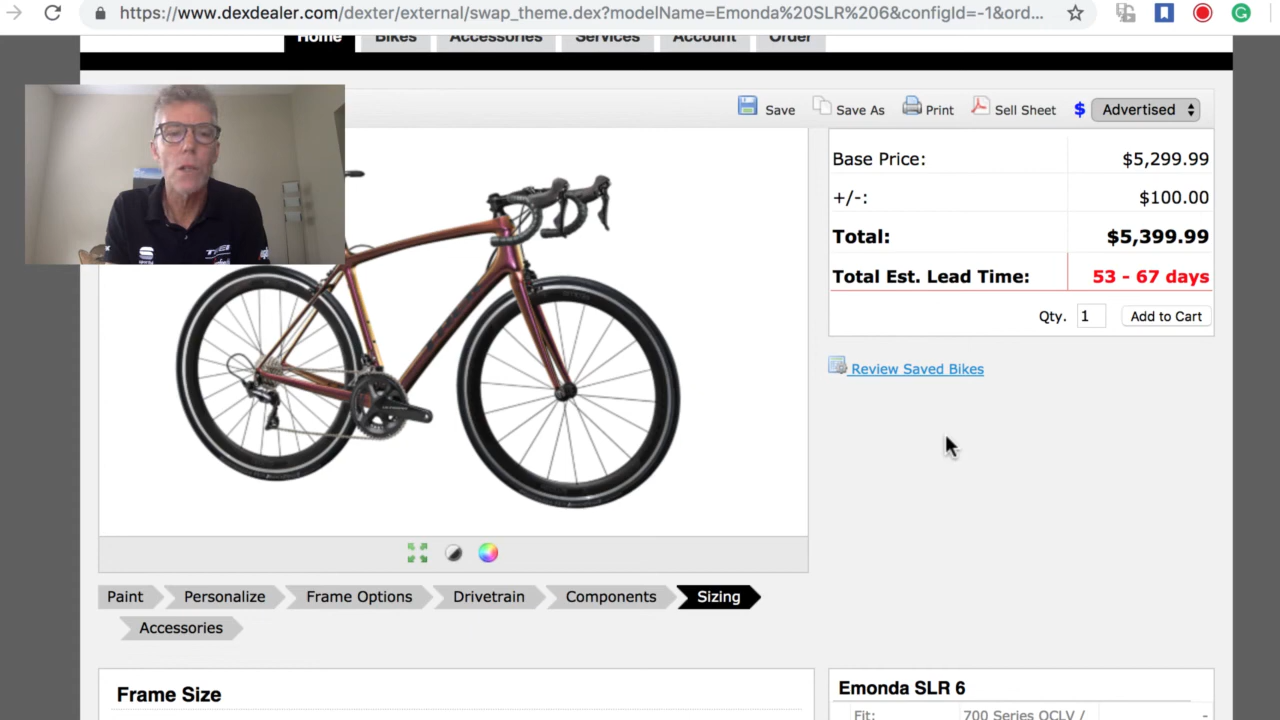 https://www.dexdealer.com/dexter/external/swap_theme.dex?modelName=Emonda%20SLR%206&configId=-1&ord...
Home Bikes Accessories Services Account Order
Save Save As Print Sell Sheet $ Advertised
Base Price: $5,299.99
+/-: $100.00
Total: $5,399.99
Total Est. Lead Time: 53 - 67 days
Qty. 1 Add to Cart
Review Saved Bikes
TREK
Paint Personalize Frame Options Drivetrain Components Sizing
Accessories
Frame Size
Emonda SLR 6
Fit: 700 Series OCLV / -